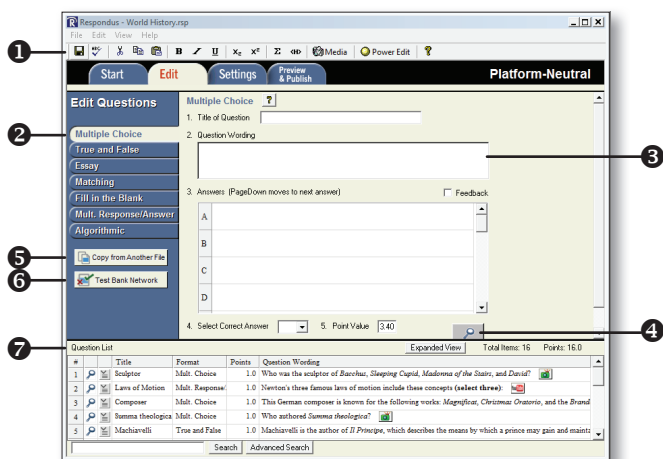 Respondus - World History.rsp
File Edit View Help
B I U X₂ X² Σ <H> Media Power Edit ?
Start Edit Settings Preview & Publish Platform-Neutral
Edit Questions
Multiple Choice
True and False
Essay
Matching
Fill in the Blank
Mult. Response/Answer
Algorithmic
Copy from Another File
Test Bank Network
Multiple Choice ?
1. Title of Question
2. Question Wording
3. Answers (PageDown moves to next answer) Feedback
A
B
C
D
4. Select Correct Answer 5. Point Value 3.40
Question List Expanded View Total Items: 16 Points: 16.0
# Title Format Points Question Wording
1 Sculptor Mult. Choice 1.0 Who was the sculptor of Bacchus, Sleeping Cupid, Madonna of the Stairs, and David?
2 Laws of Motion Mult. Response/ 1.0 Newton's three famous laws of motion include these concepts (select three):
3 Composer Mult. Choice 1.0 This German composer is known for the following works: Magnificat, Christmas Oratorio, and the Brand
4 Summa theologica Mult. Choice 1.0 Who authored Summa theologica?
5 Machiavelli True and False 1.0 Machiavelli is the author of Il Principe, which describes the means by which a prince may gain and mainta
Search Advanced Search
1
2
3
4
5
6
7